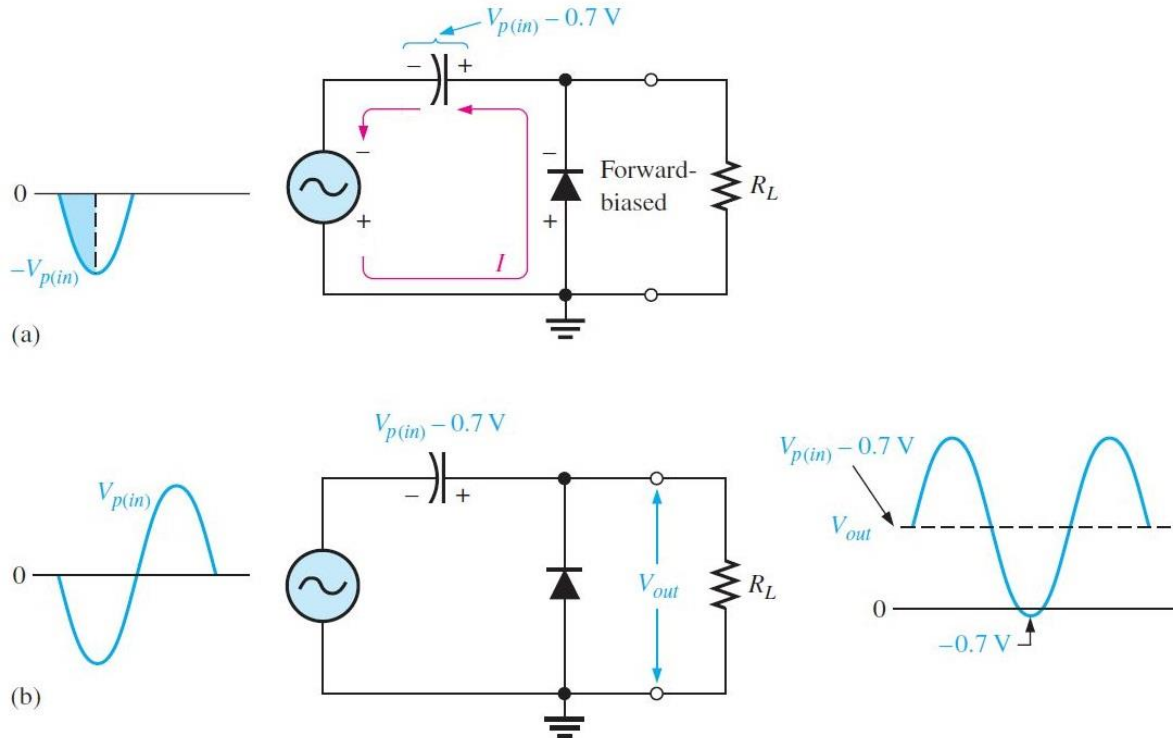 V_p(in) – 0.7 V
– +
–
+
0
–V_p(in)
I
–
+
Forward-
biased
R_L
(a)
V_p(in) – 0.7 V
– +
V_p(in)
0
V_out
R_L
V_p(in) – 0.7 V
V_out
0
–0.7 V
(b)